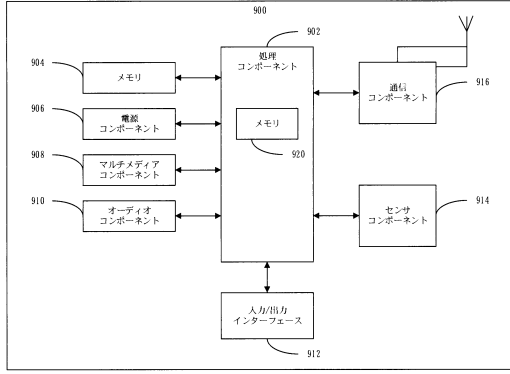 900
902
処理
コンポーネント
904
メモリ
通信
コンポーネント
916
906
電源
コンポーネント
メモリ
920
908
マルチメディア
コンポーネント
910
オーディオ
コンポーネント
センサ
コンポーネント
914
入力/出力
インターフェース
912